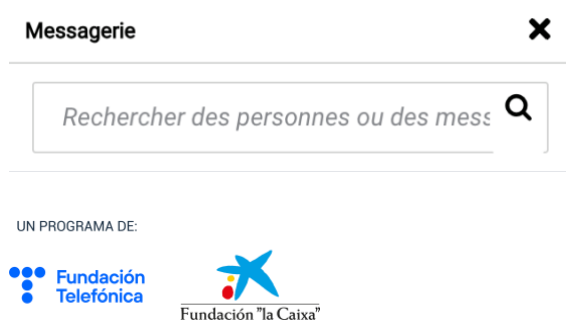 Messagerie
Rechercher des personnes ou des mess
UN PROGRAMA DE:
Fundación
Telefónica
Fundación "la Caixa"